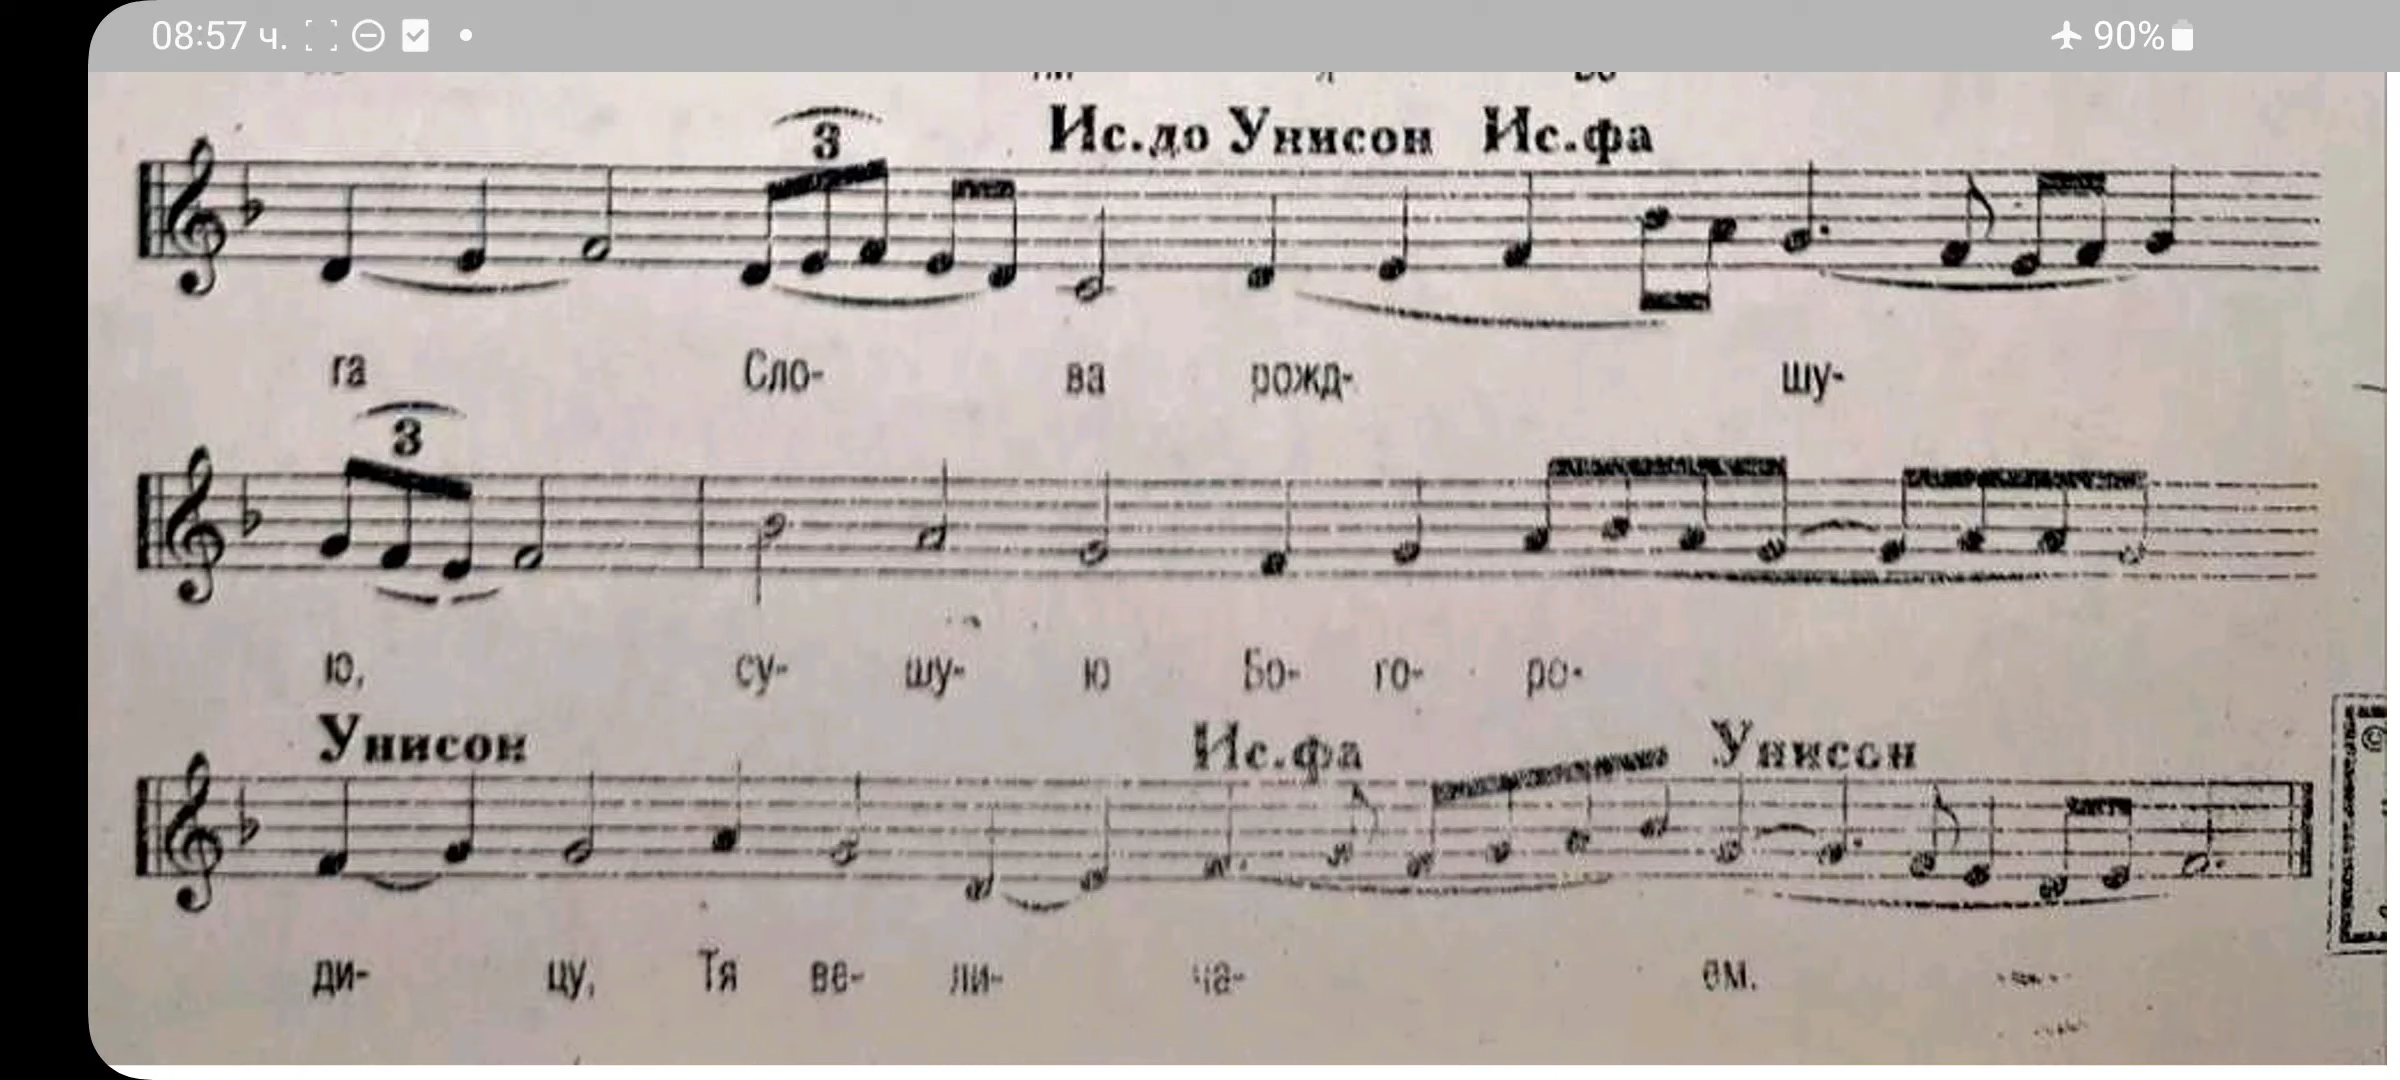 08:57 ч. 90%
Ис.до Унисон Ис.фа
3
га Сло- ва рожд- шу-
3
ю, су- шу- ю Бо- го- ро-
Унисон Ис.фа Унисон
ди- цу, Тя ве- ли- ча- ем.